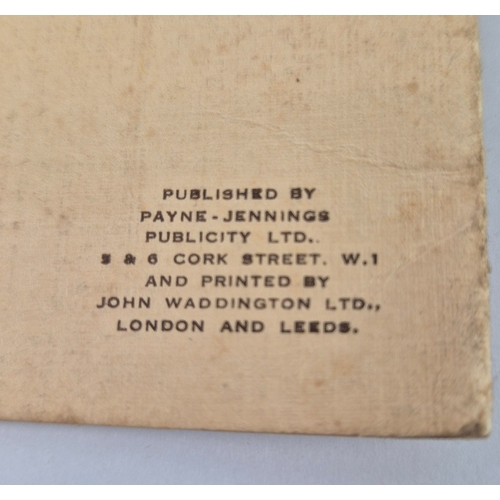 PUBLISHED BY
PAYNE-JENNINGS
PUBLICITY LTD.,
5 & 6 CORK STREET, W.1
AND PRINTED BY
JOHN WADDINGTON LTD.,
LONDON AND LEEDS.